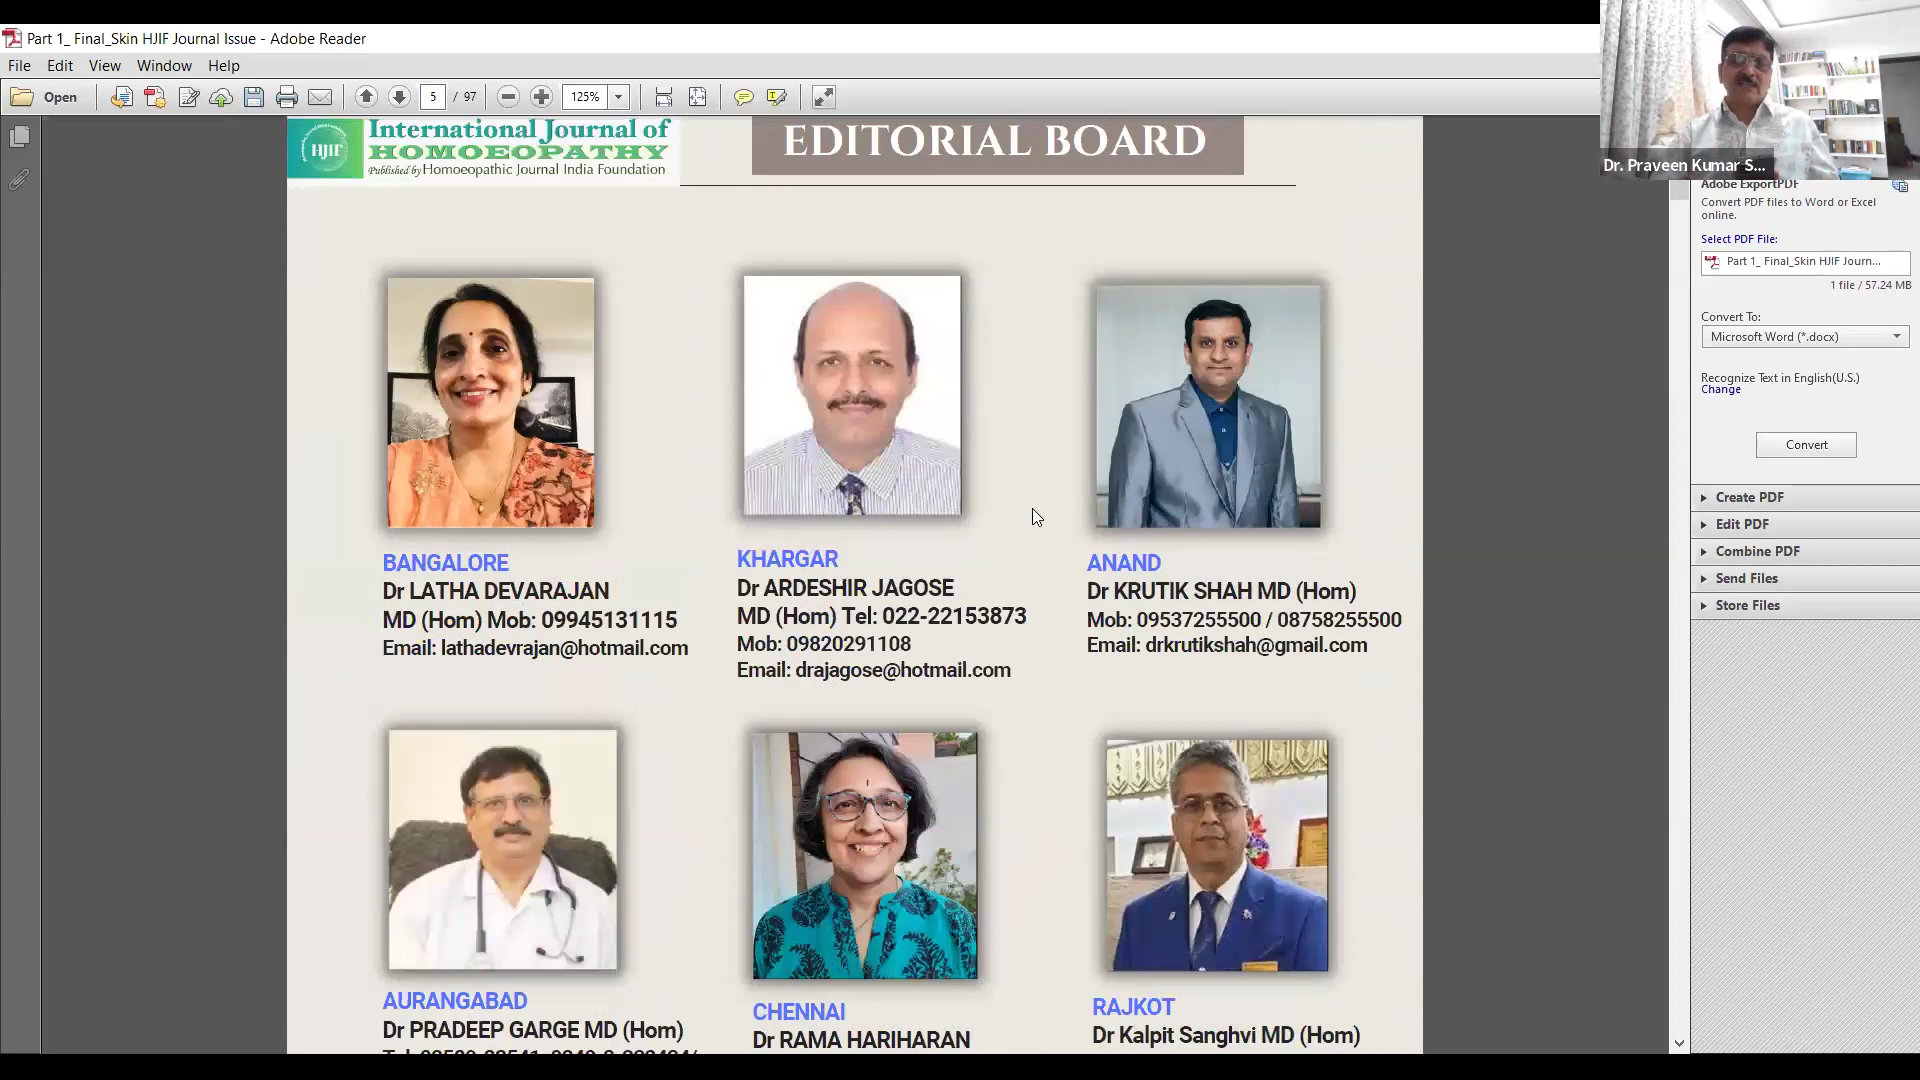 Part 1_ Final_Skin HJIF Journal Issue - Adobe Reader
File Edit View Window Help
Open 5 / 97 125%
International Journal of
HOMOEOPATHY
HJIF
Published by Homoeopathic Journal India Foundation
EDITORIAL BOARD
Dr. Praveen Kumar S...
Adobe ExportPDF
Convert PDF files to Word or Excel
online.
Select PDF File:
Part 1_ Final_Skin HJIF Journ...
1 file / 57.24 MB
Convert To:
Microsoft Word (*.docx)
Recognize Text in English(U.S.)
Change
Convert
Create PDF
Edit PDF
Combine PDF
Send Files
Store Files
BANGALORE
Dr LATHA DEVARAJAN
MD (Hom) Mob: 09945131115
Email: lathadevrajan@hotmail.com
KHARGAR
Dr ARDESHIR JAGOSE
MD (Hom) Tel: 022-22153873
Mob: 09820291108
Email: drajagose@hotmail.com
ANAND
Dr KRUTIK SHAH MD (Hom)
Mob: 09537255500 / 08758255500
Email: drkrutikshah@gmail.com
AURANGABAD
Dr PRADEEP GARGE MD (Hom)
CHENNAI
Dr RAMA HARIHARAN
RAJKOT
Dr Kalpit Sanghvi MD (Hom)